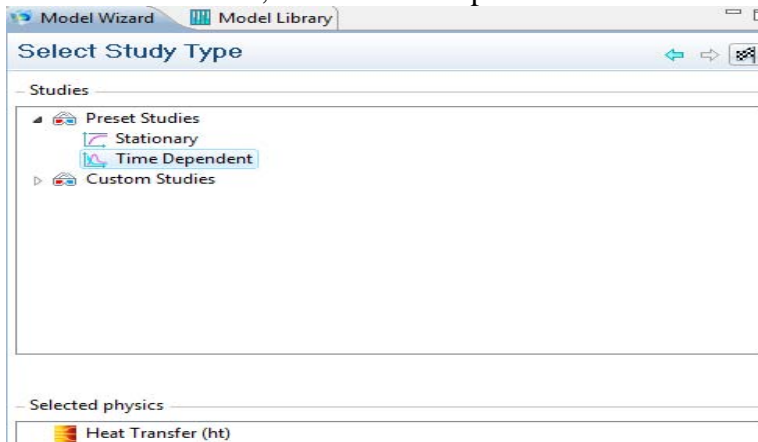 Model Wizard Model Library
Select Study Type
Studies
Preset Studies
Stationary
Time Dependent
Custom Studies
Selected physics
Heat Transfer (ht)